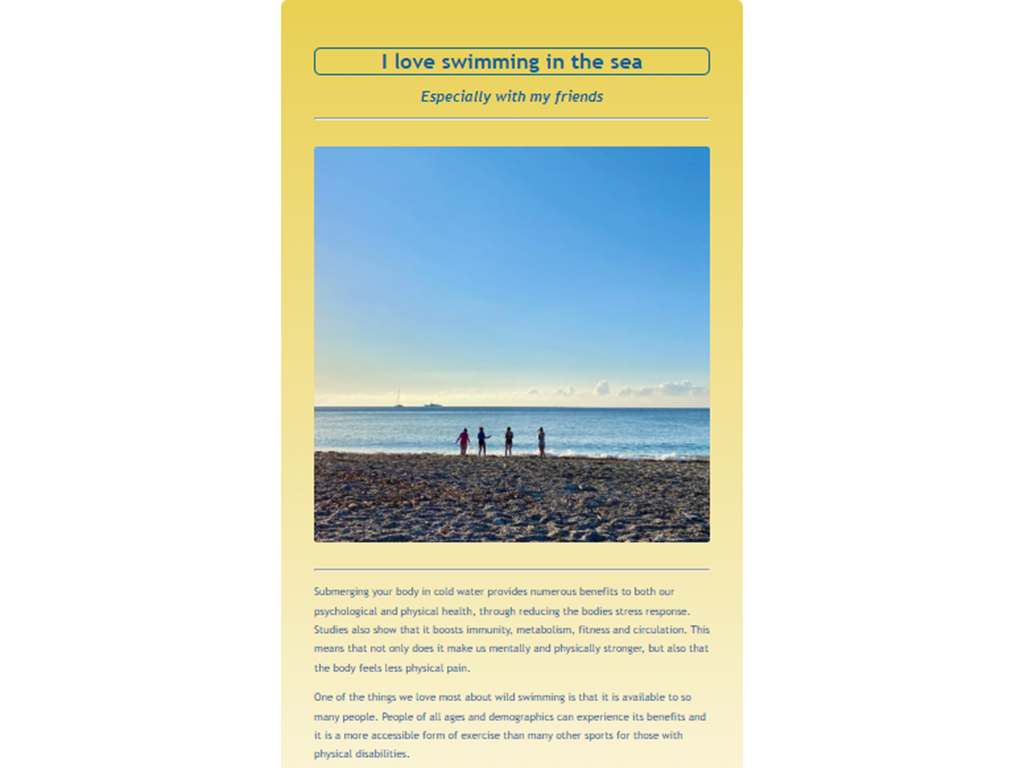 I love swimming in the sea
Especially with my friends
Submerging your body in cold water provides numerous benefits to both our
psychological and physical health, through reducing the bodies stress response.
Studies also show that it boosts immunity, metabolism, fitness and circulation. This
means that not only does it make us mentally and physically stronger, but also that
the body feels less physical pain.
One of the things we love most about wild swimming is that it is available to so
many people. People of all ages and demographics can experience its benefits and
it is a more accessible form of exercise than many other sports for those with
physical disabilities.